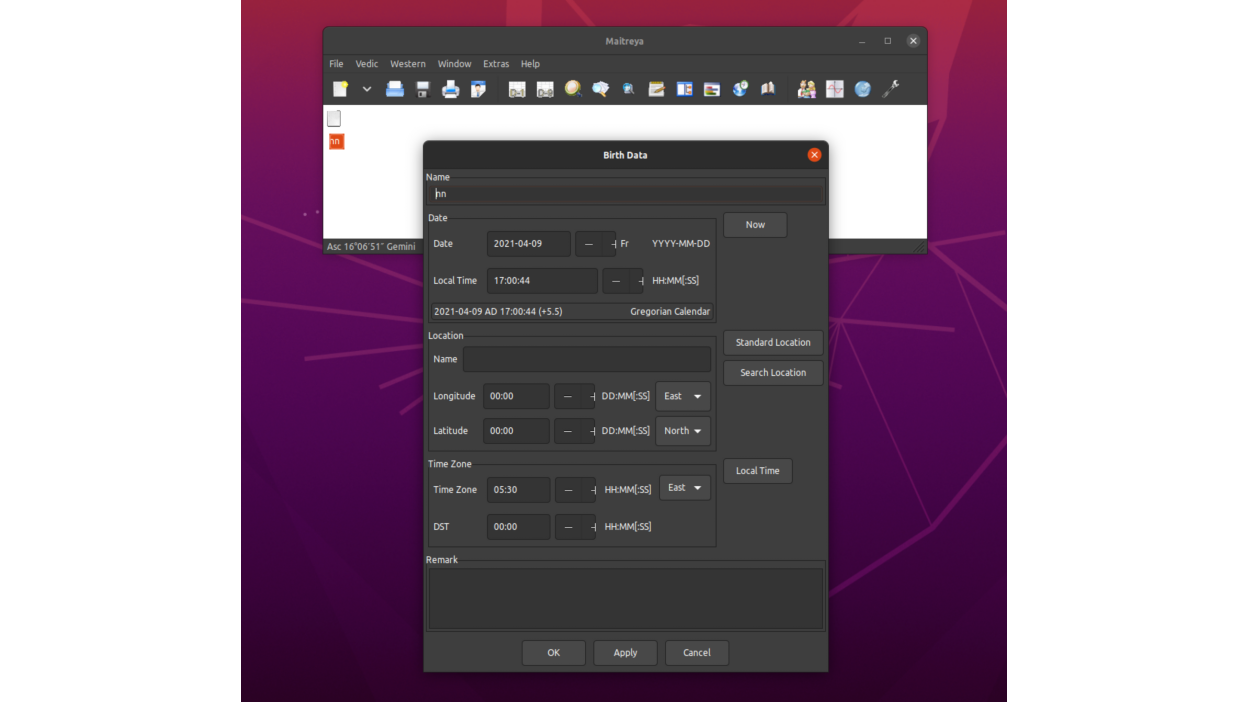 Maitreya
File Vedic Western Window Extras Help
nn
Birth Data
Name
nn
Date
Now
Date 2021-04-09 Fr YYYY-MM-DD
Asc 16°06'51" Gemini
Local Time 17:00:44 HH:MM[:SS]
2021-04-09 AD 17:00:44 (+5.5) Gregorian Calendar
Location
Standard Location
Name
Search Location
Longitude 00:00 DD:MM[:SS] East
Latitude 00:00 DD:MM[:SS] North
Time Zone
Local Time
Time Zone 05:30 HH:MM[:SS] East
DST 00:00 HH:MM[:SS]
Remark
OK Apply Cancel